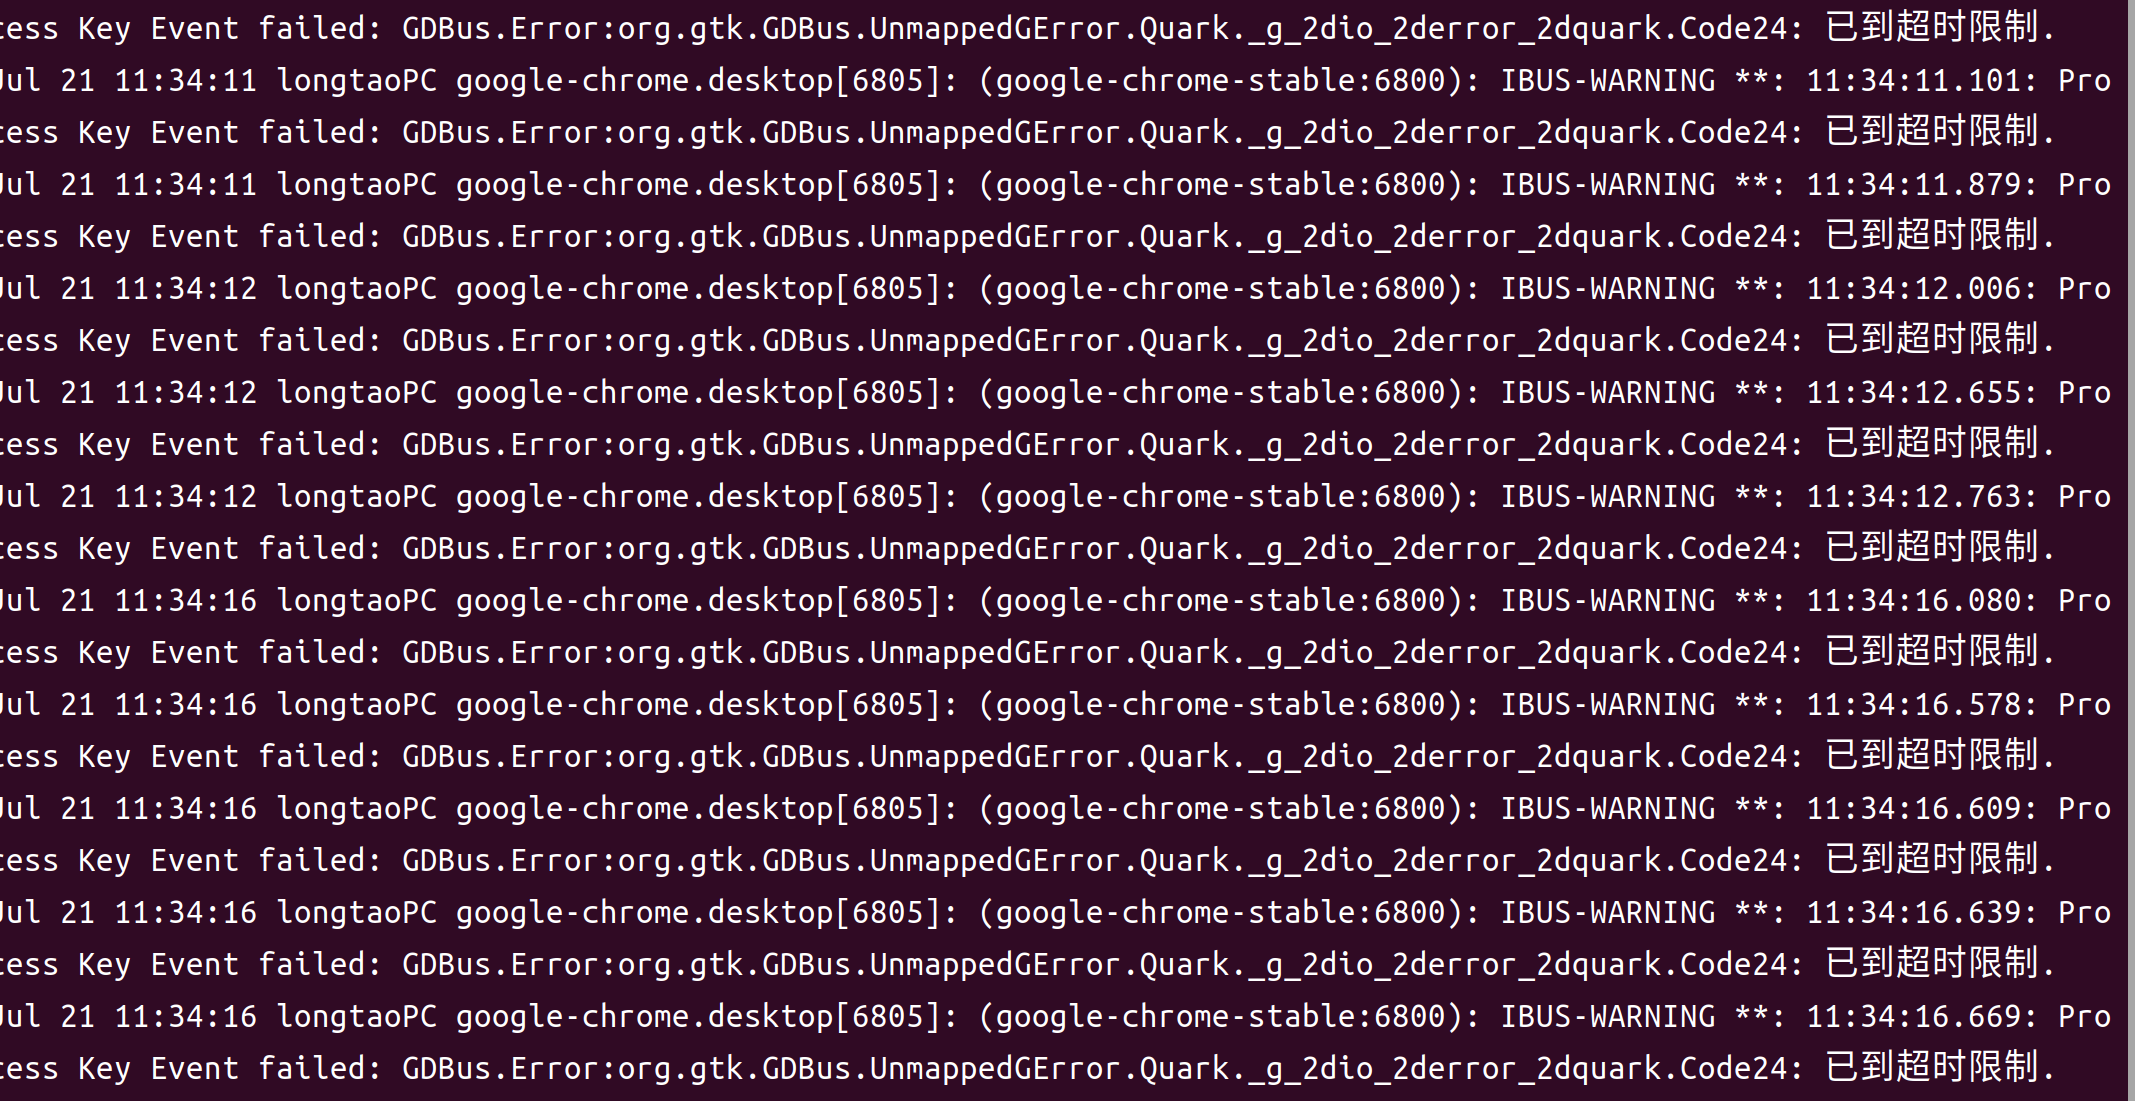 cess Key Event failed: GDBus.Error:org.gtk.GDBus.UnmappedGError.Quark._g_2dio_2derror_2dquark.Code24: 已到超时限制.
Jul 21 11:34:11 longtaoPC google-chrome.desktop[6805]: (google-chrome-stable:6800): IBUS-WARNING **: 11:34:11.101: Pro
cess Key Event failed: GDBus.Error:org.gtk.GDBus.UnmappedGError.Quark._g_2dio_2derror_2dquark.Code24: 已到超时限制.
Jul 21 11:34:11 longtaoPC google-chrome.desktop[6805]: (google-chrome-stable:6800): IBUS-WARNING **: 11:34:11.879: Pro
cess Key Event failed: GDBus.Error:org.gtk.GDBus.UnmappedGError.Quark._g_2dio_2derror_2dquark.Code24: 已到超时限制.
Jul 21 11:34:12 longtaoPC google-chrome.desktop[6805]: (google-chrome-stable:6800): IBUS-WARNING **: 11:34:12.006: Pro
cess Key Event failed: GDBus.Error:org.gtk.GDBus.UnmappedGError.Quark._g_2dio_2derror_2dquark.Code24: 已到超时限制.
Jul 21 11:34:12 longtaoPC google-chrome.desktop[6805]: (google-chrome-stable:6800): IBUS-WARNING **: 11:34:12.655: Pro
cess Key Event failed: GDBus.Error:org.gtk.GDBus.UnmappedGError.Quark._g_2dio_2derror_2dquark.Code24: 已到超时限制.
Jul 21 11:34:12 longtaoPC google-chrome.desktop[6805]: (google-chrome-stable:6800): IBUS-WARNING **: 11:34:12.763: Pro
cess Key Event failed: GDBus.Error:org.gtk.GDBus.UnmappedGError.Quark._g_2dio_2derror_2dquark.Code24: 已到超时限制.
Jul 21 11:34:16 longtaoPC google-chrome.desktop[6805]: (google-chrome-stable:6800): IBUS-WARNING **: 11:34:16.080: Pro
cess Key Event failed: GDBus.Error:org.gtk.GDBus.UnmappedGError.Quark._g_2dio_2derror_2dquark.Code24: 已到超时限制.
Jul 21 11:34:16 longtaoPC google-chrome.desktop[6805]: (google-chrome-stable:6800): IBUS-WARNING **: 11:34:16.578: Pro
cess Key Event failed: GDBus.Error:org.gtk.GDBus.UnmappedGError.Quark._g_2dio_2derror_2dquark.Code24: 已到超时限制.
Jul 21 11:34:16 longtaoPC google-chrome.desktop[6805]: (google-chrome-stable:6800): IBUS-WARNING **: 11:34:16.609: Pro
cess Key Event failed: GDBus.Error:org.gtk.GDBus.UnmappedGError.Quark._g_2dio_2derror_2dquark.Code24: 已到超时限制.
Jul 21 11:34:16 longtaoPC google-chrome.desktop[6805]: (google-chrome-stable:6800): IBUS-WARNING **: 11:34:16.639: Pro
cess Key Event failed: GDBus.Error:org.gtk.GDBus.UnmappedGError.Quark._g_2dio_2derror_2dquark.Code24: 已到超时限制.
Jul 21 11:34:16 longtaoPC google-chrome.desktop[6805]: (google-chrome-stable:6800): IBUS-WARNING **: 11:34:16.669: Pro
cess Key Event failed: GDBus.Error:org.gtk.GDBus.UnmappedGError.Quark._g_2dio_2derror_2dquark.Code24: 已到超时限制.